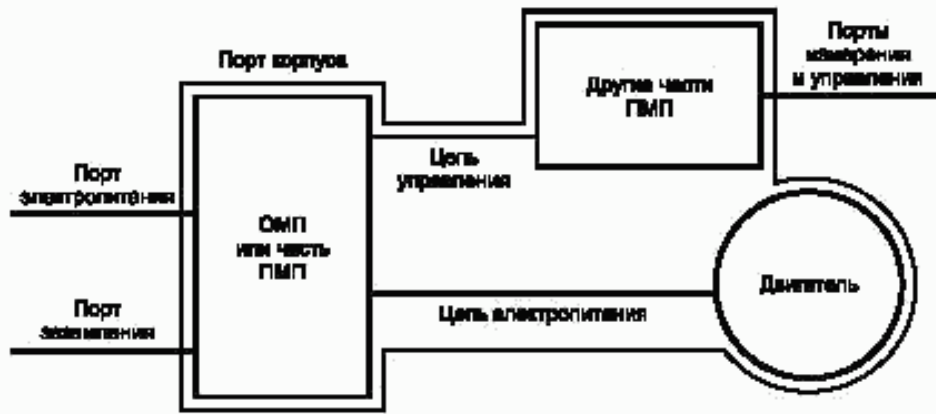 Порт корпуса
Порты
измерения
и управления
Другие части
ПМП
Цепь
управления
Порт
электропитания
ОМП
или часть
ПМП
Двигатель
Порт
заземления
Цепь электропитания